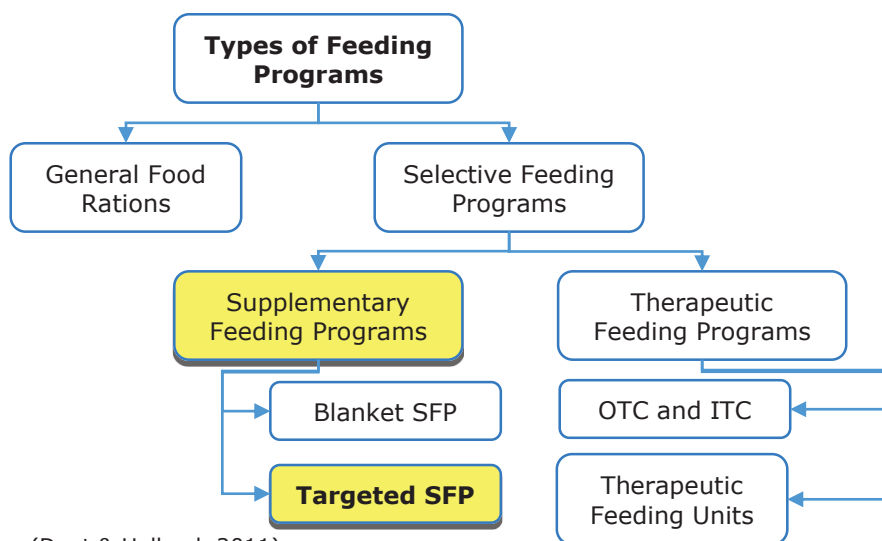 Types of Feeding
Programs
General Food
Rations
Selective Feeding
Programs
Supplementary
Feeding Programs
Therapeutic
Feeding Programs
Blanket SFP
OTC and ITC
Targeted SFP
Therapeutic
Feeding Units
2011)